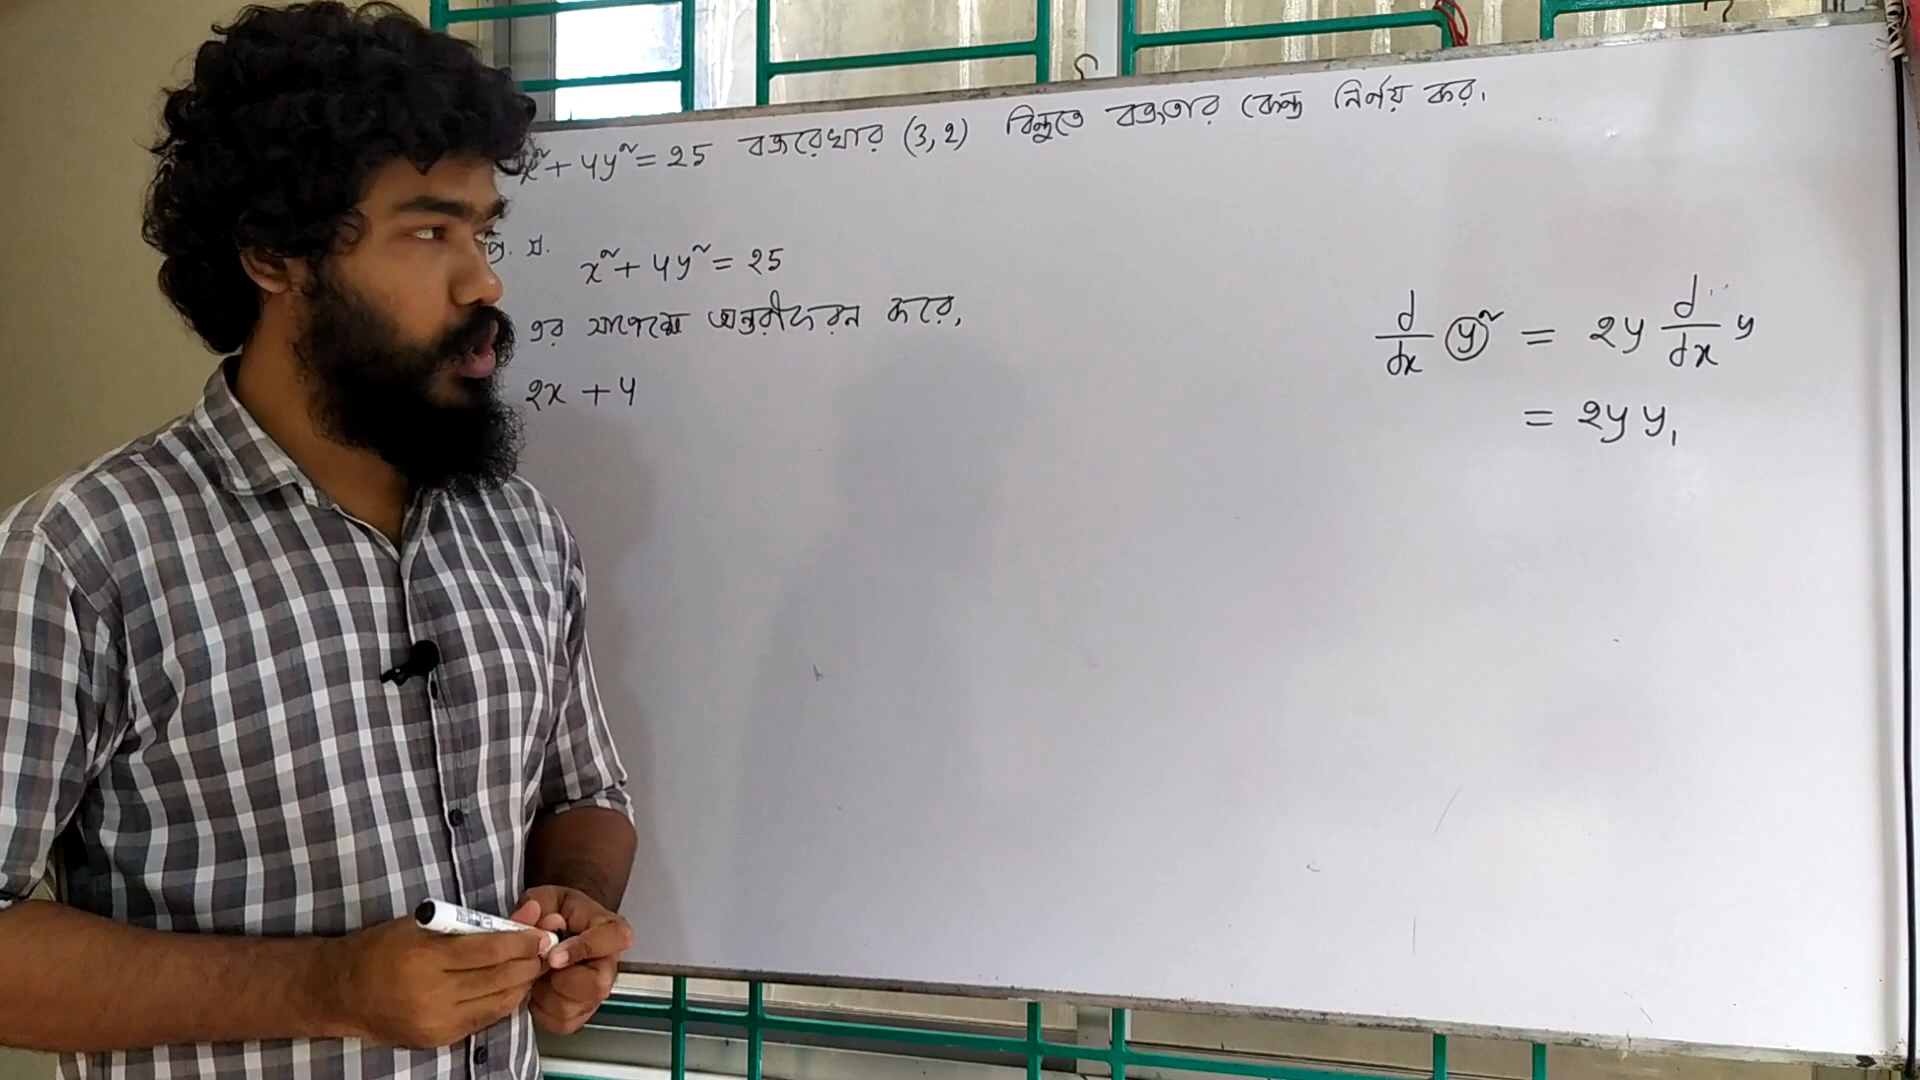 x² + 4y² = 25 বক্ররেখার (3,2) বিন্দুতে বক্রতার কেন্দ্র নির্ণয় কর।
দে. আ. x² + 4y² = 25
এর সাপেক্ষে অন্তরীকরন করে,
2x + 4
d/dx y² = 2y d/dx y
= 2y y₁